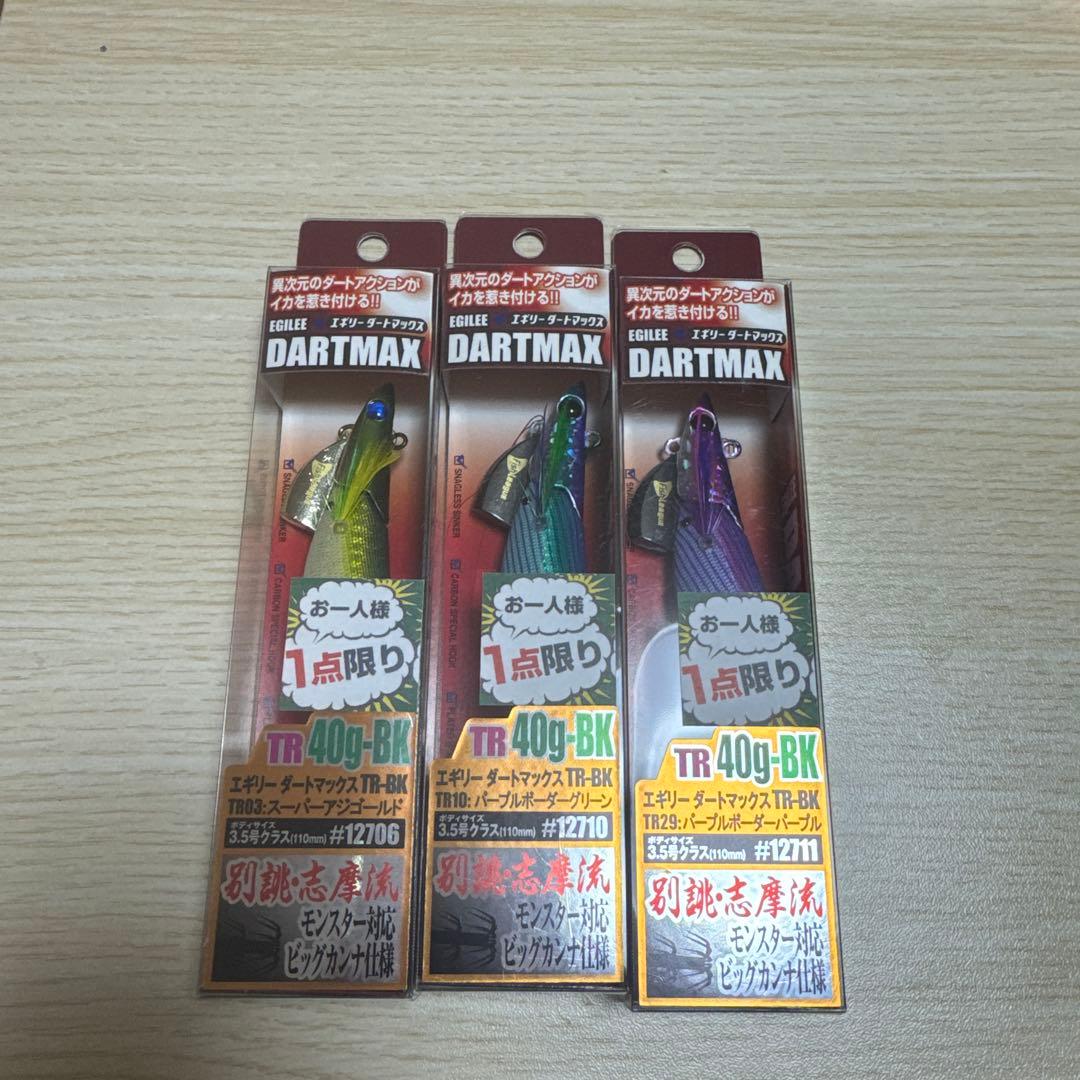 異次元のダートアクションが
イカを惹き付ける!!
EGILEE エギリー ダートマックス
DARTMAX
Fish League
SNAGLESS SINKER
CARBON SPECIAL HOOK
お一人様
1点限り
TR 40g-BK
エギリー ダートマックス TR-BK
TR03:スーパーアジゴールド
ボディサイズ
3.5号クラス(110mm) #12706
別誂・志摩流
モンスター対応
ビッグカンナ仕様
異次元のダートアクションが
イカを惹き付ける!!
EGILEE エギリー ダートマックス
DARTMAX
Fish League
SNAGLESS SINKER
CARBON SPECIAL HOOK
お一人様
1点限り
TR 40g-BK
エギリー ダートマックス TR-BK
TR10:パープルボーダーグリーン
ボディサイズ
3.5号クラス(110mm) #12710
別誂・志摩流
モンスター対応
ビッグカンナ仕様
異次元のダートアクションが
イカを惹き付ける!!
EGILEE エギリー ダートマックス
DARTMAX
Fish League
お一人様
1点限り
TR 40g-BK
エギリー ダートマックス TR-BK
TR29:パープルボーダーパープル
ボディサイズ
3.5号クラス(110mm) #12711
別誂・志摩流
モンスター対応
ビッグカンナ仕様